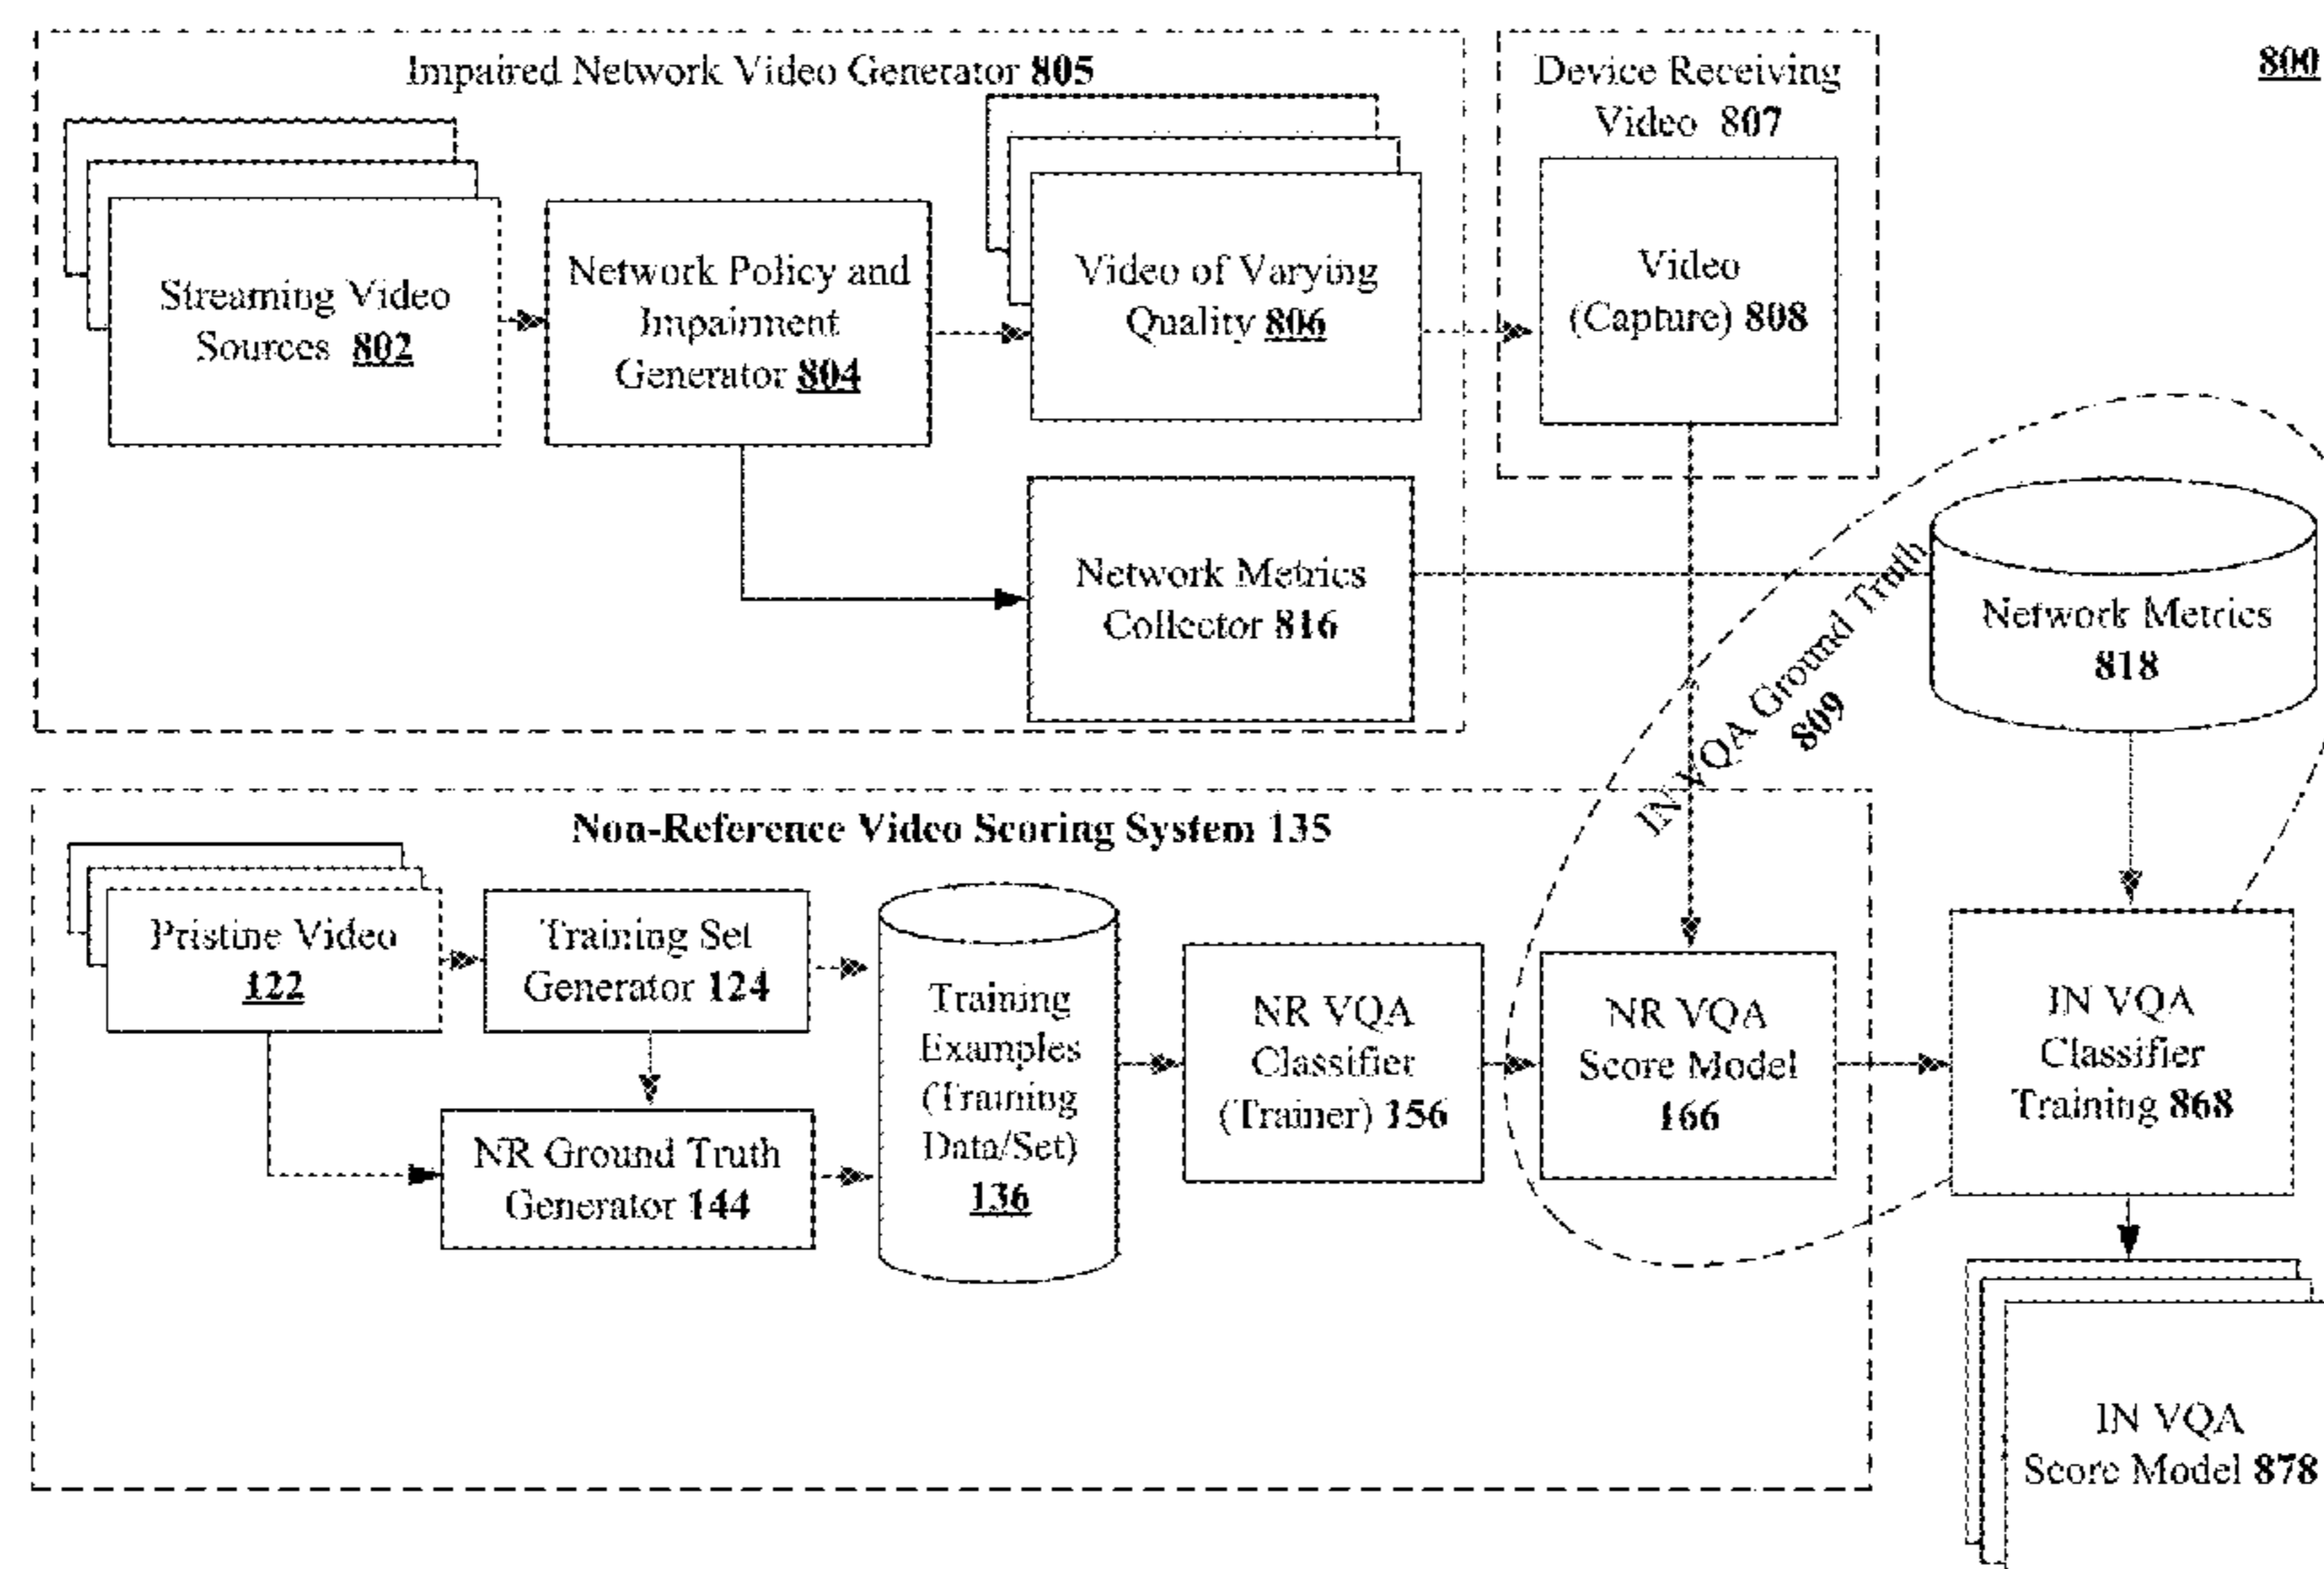 800
Impaired Network Video Generator 805
Device Receiving
Video 807
Streaming Video
Sources 802
Network Policy and
Impairment
Generator 804
Video of Varying
Quality 806
Video
(Capture) 808
Network Metrics
Collector 816
IN VQA Ground Truth
809
Network Metrics
818
Non-Reference Video Scoring System 135
Pristine Video
122
Training Set
Generator 124
NR Ground Truth
Generator 144
Training
Examples
(Training
Data/Set)
136
NR VQA
Classifier
(Trainer) 156
NR VQA
Score Model
166
IN VQA
Classifier
Training 868
IN VQA
Score Model 878